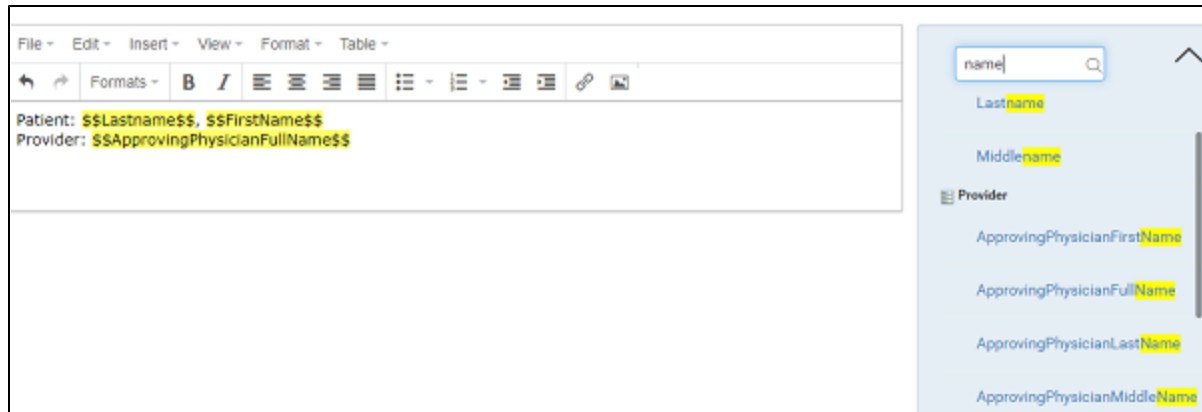 File Edit Insert View Format Table
Formats B I
Patient: $$Lastname$$, $$FirstName$$
Provider: $$ApprovingPhysicianFullName$$
name
Lastname
Middlename
Provider
ApprovingPhysicianFirstName
ApprovingPhysicianFullName
ApprovingPhysicianLastName
ApprovingPhysicianMiddleName